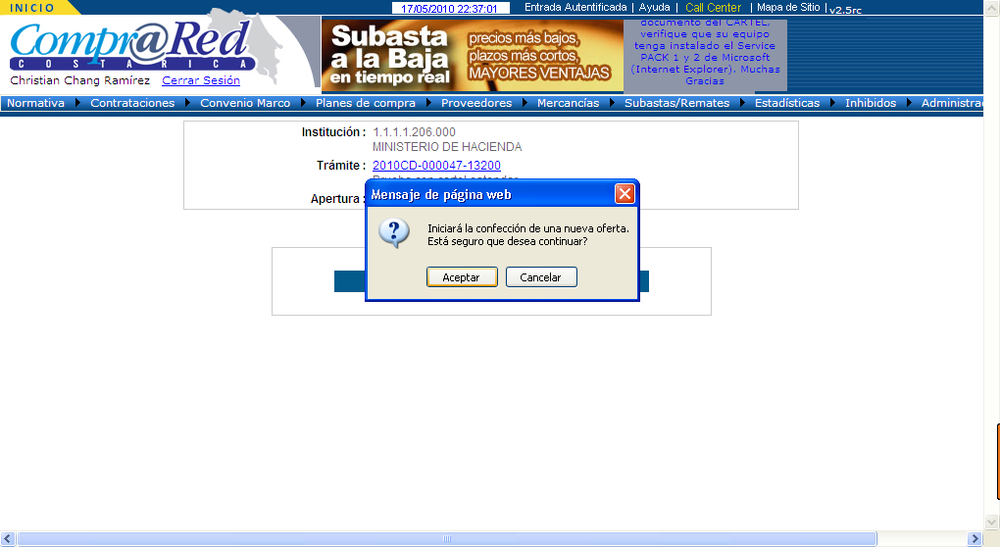 INICIO
17/05/2010 22:37:01
Entrada Autentificada | Ayuda | Call Center | Mapa de Sitio | v2.5rc
Compr@Red
COSTA RICA
Christian Chang Ramírez Cerrar Sesión
Subasta
a la Baja
en tiempo real
precios más bajos,
plazos más cortos,
MAYORES VENTAJAS
documento del CARTEL,
verifique que su equipo
tenga instalado el Service
PACK 1 y 2 de Microsoft
(Internet Explorer). Muchas
Gracias
Normativa Contrataciones Convenio Marco Planes de compra Proveedores Mercancías Subastas/Remates Estadísticas Inhibidos Administra
Institución : 1.1.1.1.206.000
MINISTERIO DE HACIENDA
Trámite : 2010CD-000047-13200
Apertura :
Mensaje de página web
Iniciará la confección de una nueva oferta.
Está seguro que desea continuar?
Aceptar Cancelar